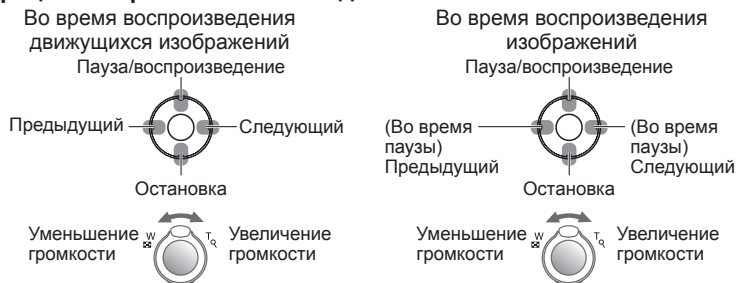 Во время воспроизведения
движущихся изображений
Пауза/воспроизведение
Предыдущий
Следующий
Остановка
Уменьшение
громкости
W
T
Увеличение
громкости
Во время воспроизведения
изображений
Пауза/воспроизведение
(Во время
паузы)
Предыдущий
(Во время
паузы)
Следующий
Остановка
Уменьшение
громкости
W
T
Увеличение
громкости